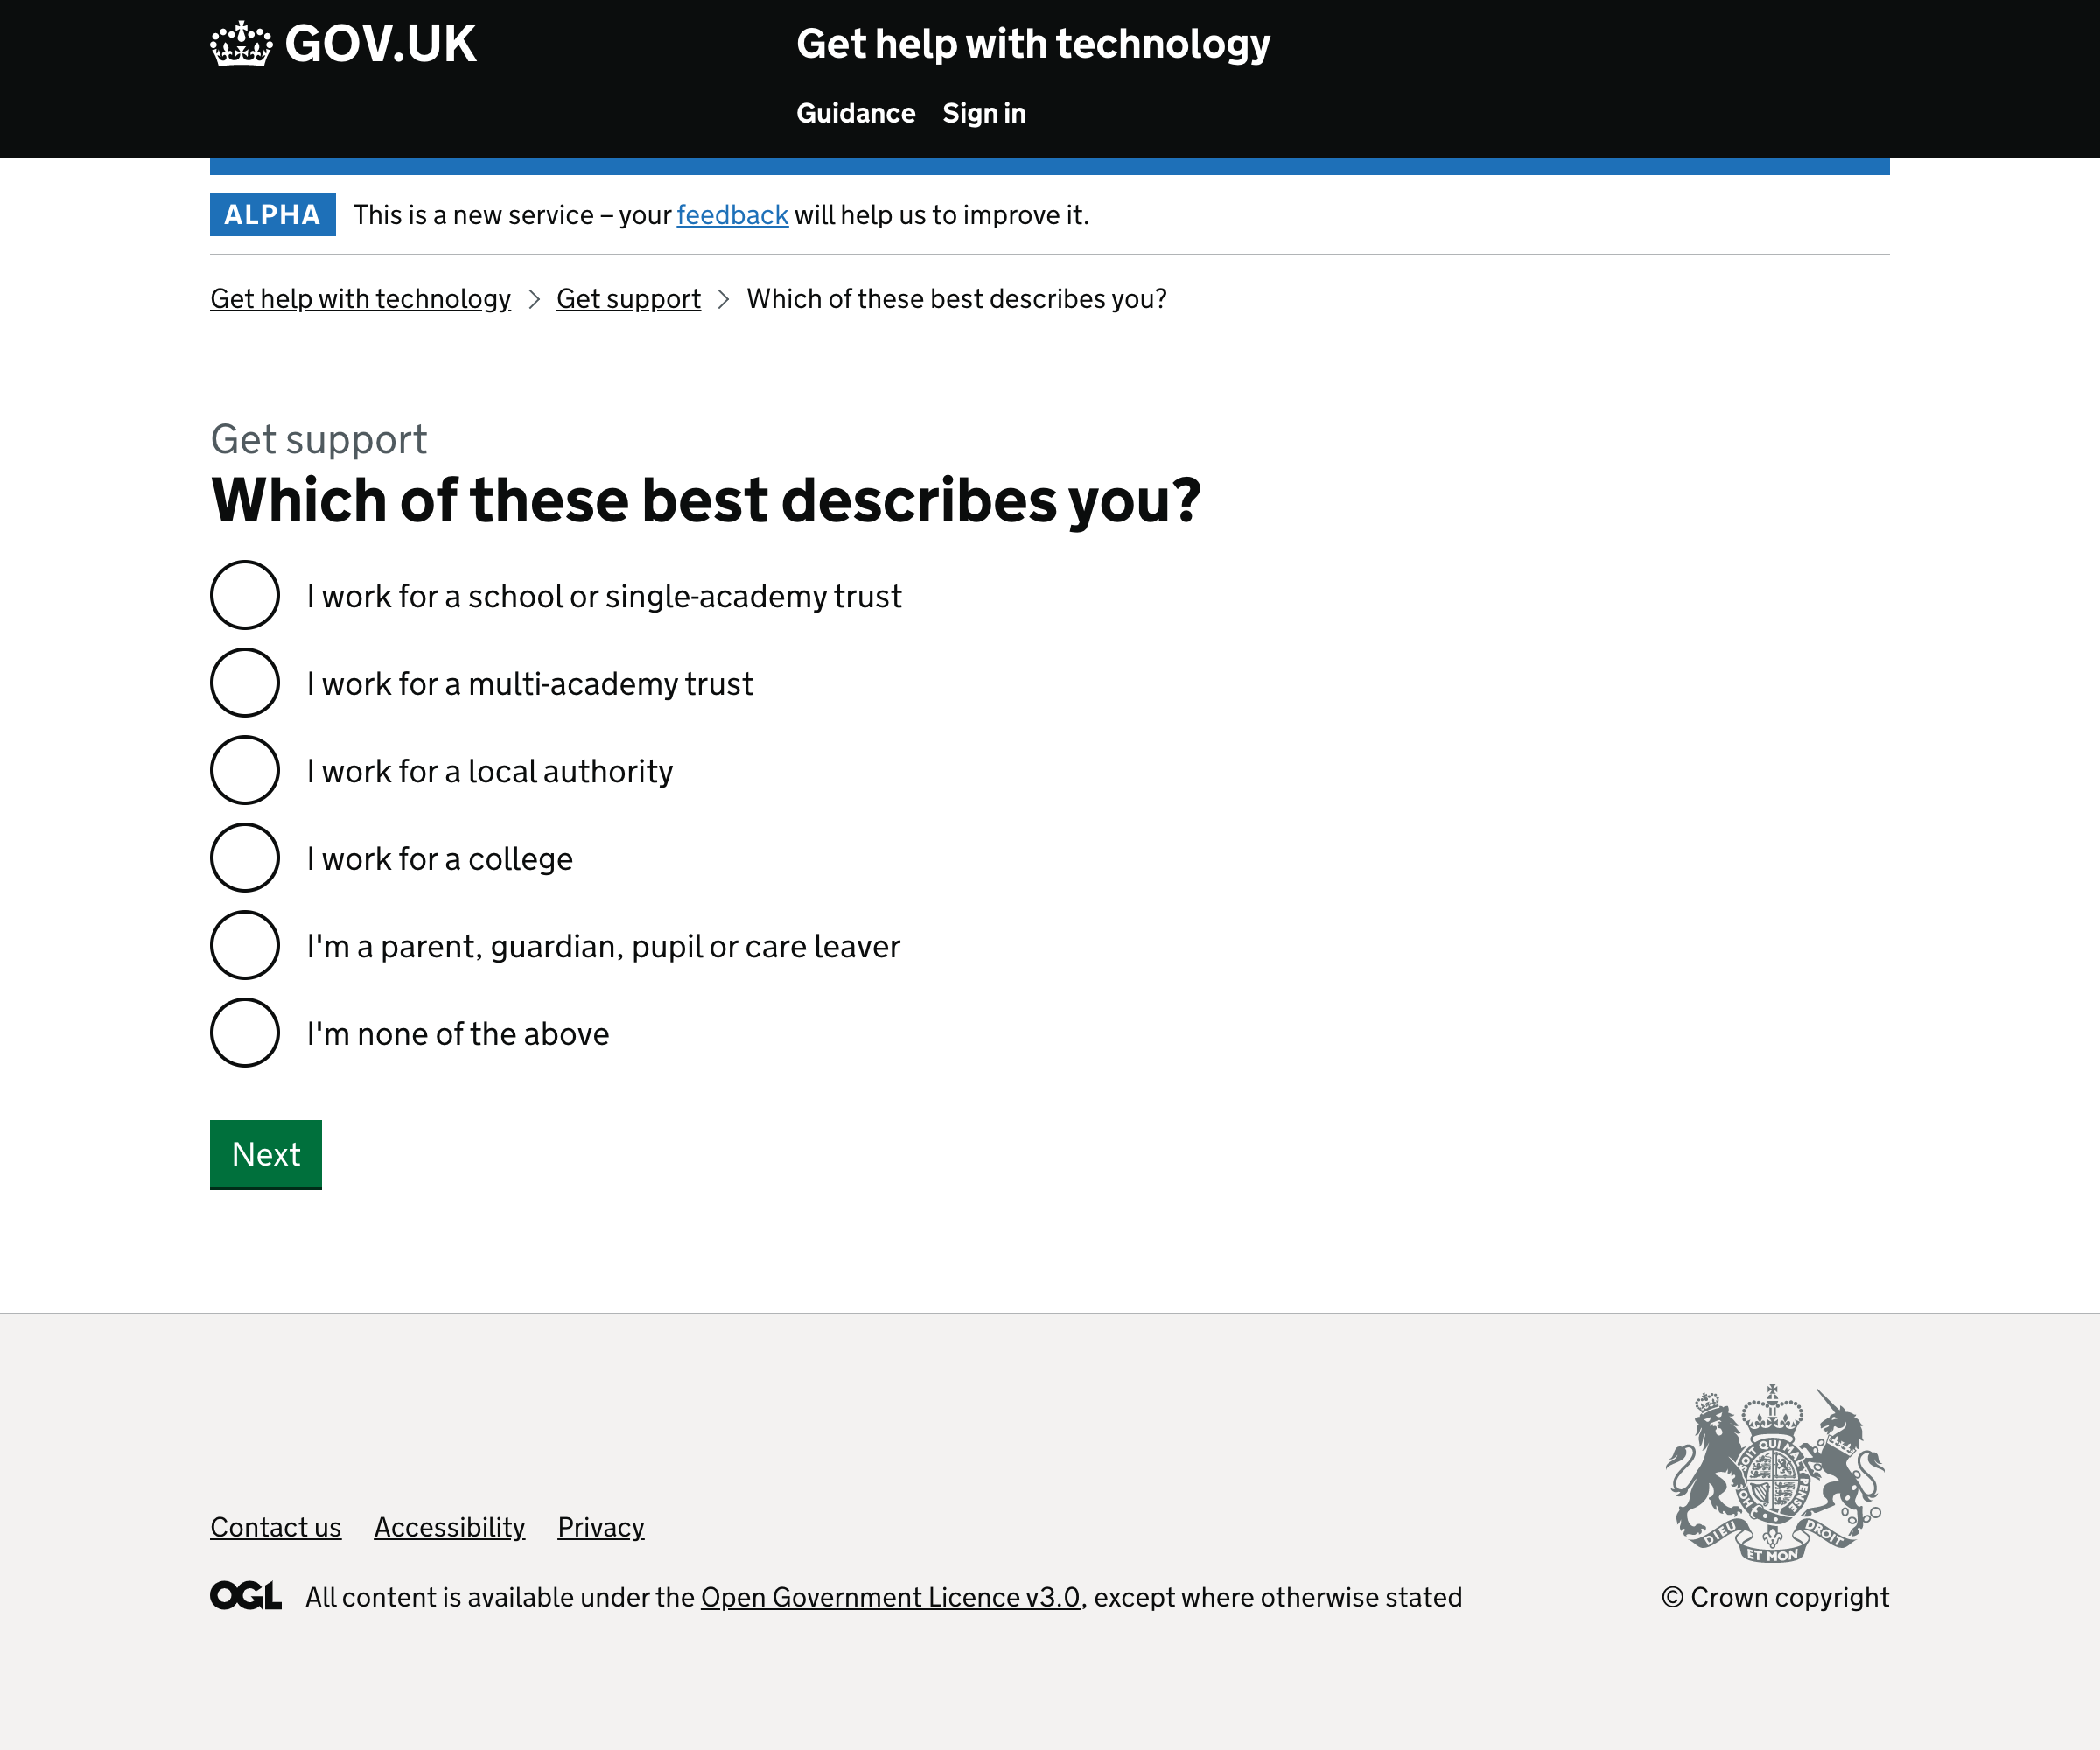 GOV.UK
Get help with technology
Guidance Sign in
ALPHA This is a new service – your feedback will help us to improve it.
Get help with technology > Get support > Which of these best describes you?
Get support
Which of these best describes you?
I work for a school or single-academy trust
I work for a multi-academy trust
I work for a local authority
I work for a college
I'm a parent, guardian, pupil or care leaver
I'm none of the above
Next
Contact us Accessibility Privacy
DIEU ET MON DROIT
OGL All content is available under the Open Government Licence v3.0, except where otherwise stated
© Crown copyright